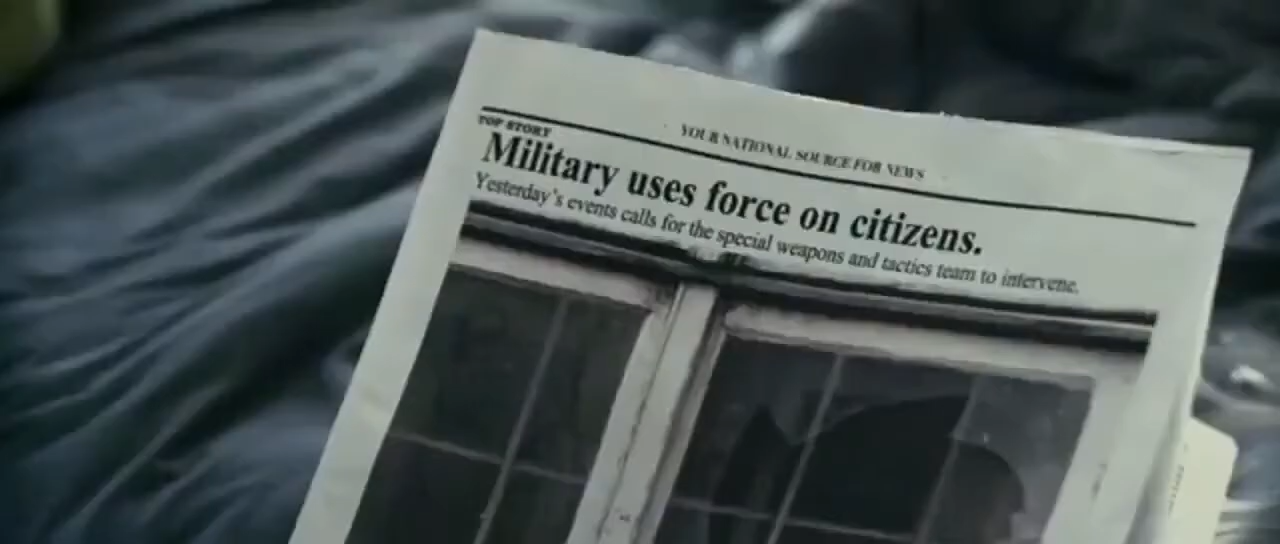 YOUR NATIONAL SOURCE FOR NEWS
TOP STORY
Military uses force on citizens.
Yesterday's events calls for the special weapons and tactics team to intervene.